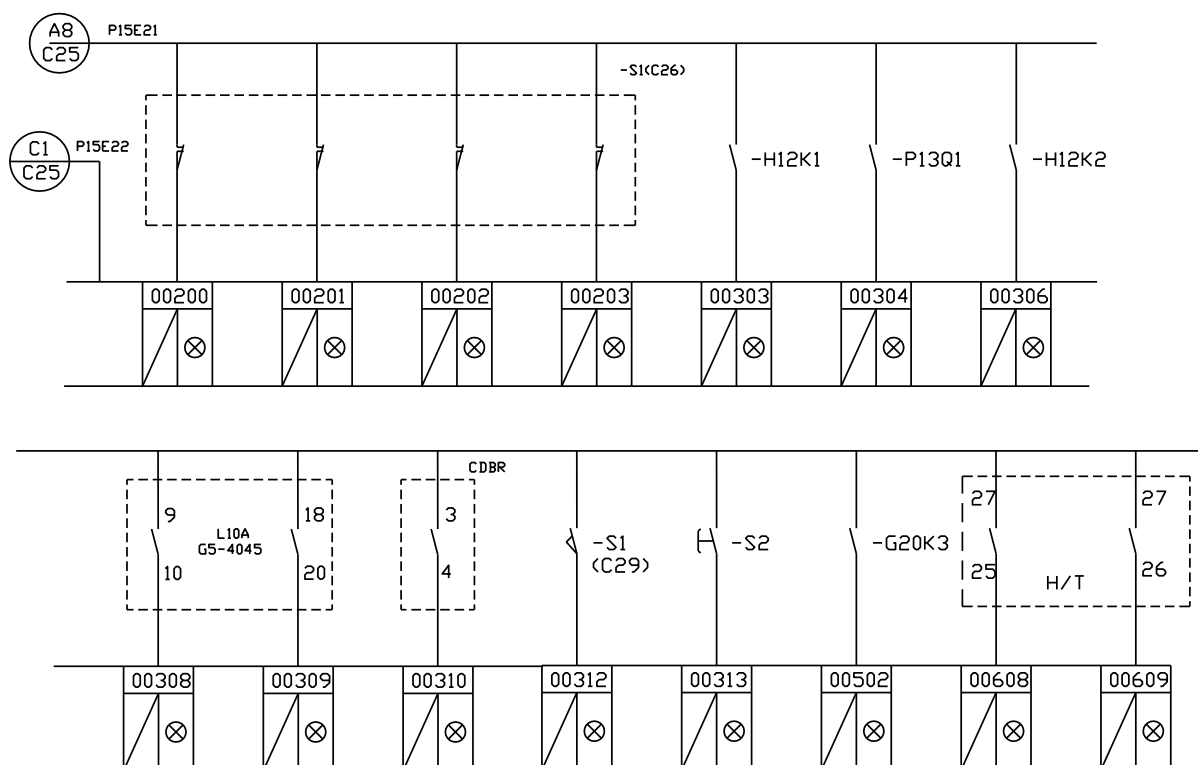 A8
C25
P15E21
-S1(C26)
C1
C25
P15E22
-H12K1
-P13Q1
-H12K2
00200
00201
00202
00203
00303
00304
00306
CDBR
9
18
3
27
27
L10A
G5-4045
-S1
(C29)
-S2
-G20K3
10
20
4
25
26
H/T
00308
00309
00310
00312
00313
00502
00608
00609